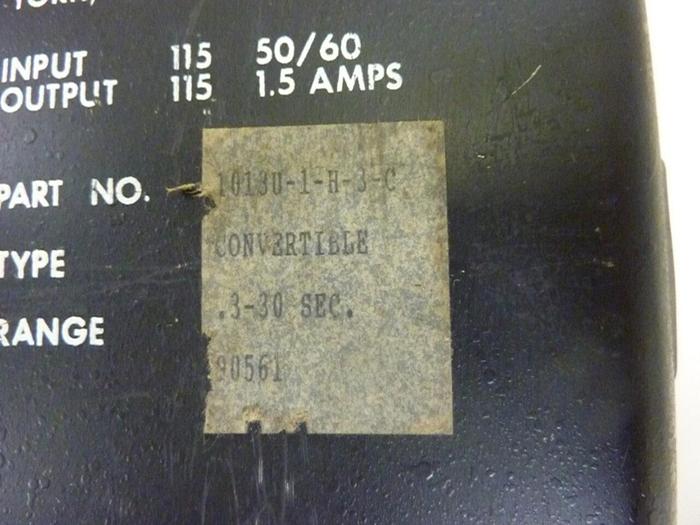 YORK,
INPUT 115 50/60
OUTPUT 115 1.5 AMPS
PART NO. 1013U-1-H-3-C
TYPE CONVERTIBLE
RANGE .3-30 SEC.
90561